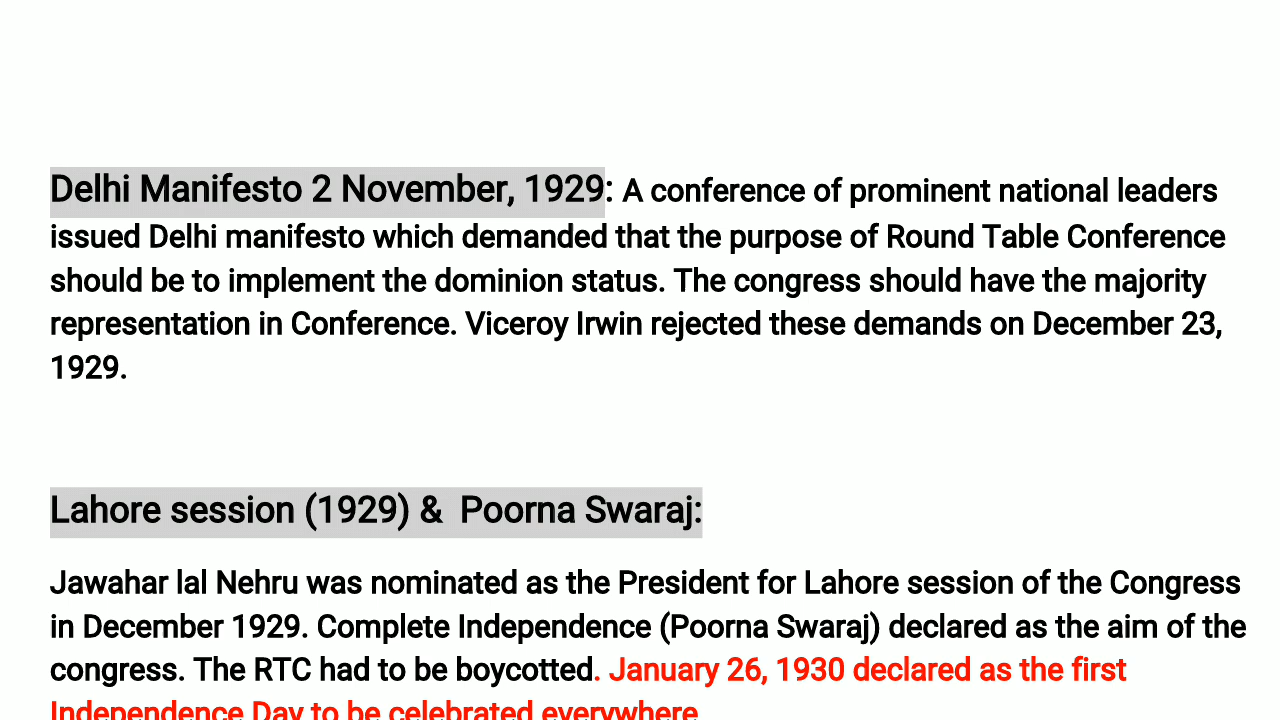 Delhi Manifesto 2 November, 1929: A conference of prominent national leaders
issued Delhi manifesto which demanded that the purpose of Round Table Conference
should be to implement the dominion status. The congress should have the majority
representation in Conference. Viceroy Irwin rejected these demands on December 23,
1929.
Lahore session (1929) & Poorna Swaraj:
Jawahar lal Nehru was nominated as the President for Lahore session of the Congress
in December 1929. Complete Independence (Poorna Swaraj) declared as the aim of the
congress. The RTC had to be boycotted. January 26, 1930 declared as the first
Independence Day to be celebrated everywhere